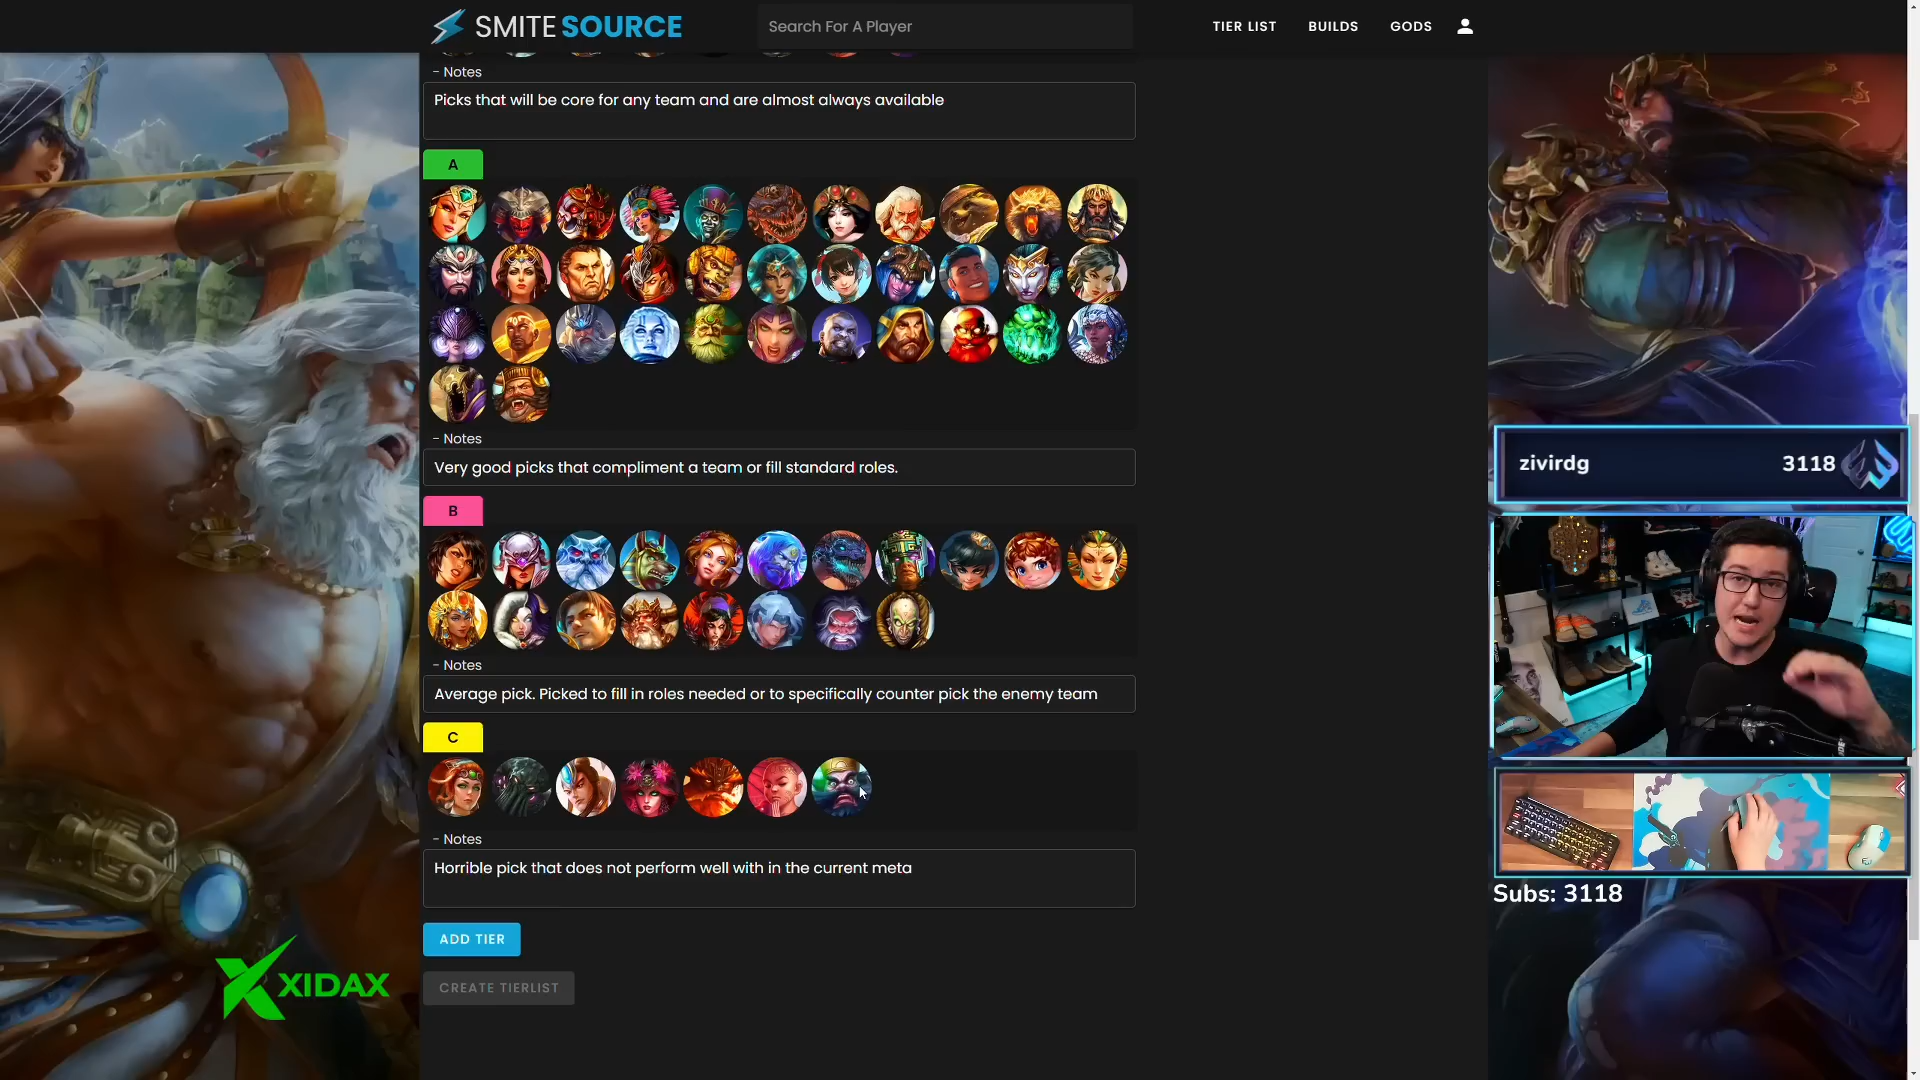 SMITE SOURCE
Search For A Player
TIER LIST
BUILDS
GODS
- Notes
Picks that will be core for any team and are almost always available
A
- Notes
Very good picks that compliment a team or fill standard roles.
B
- Notes
Average pick. Picked to fill in roles needed or to specifically counter pick the enemy team
C
- Notes
Horrible pick that does not perform well with in the current meta
ADD TIER
CREATE TIERLIST
XIDAX
zivirdg
3118
Subs: 3118